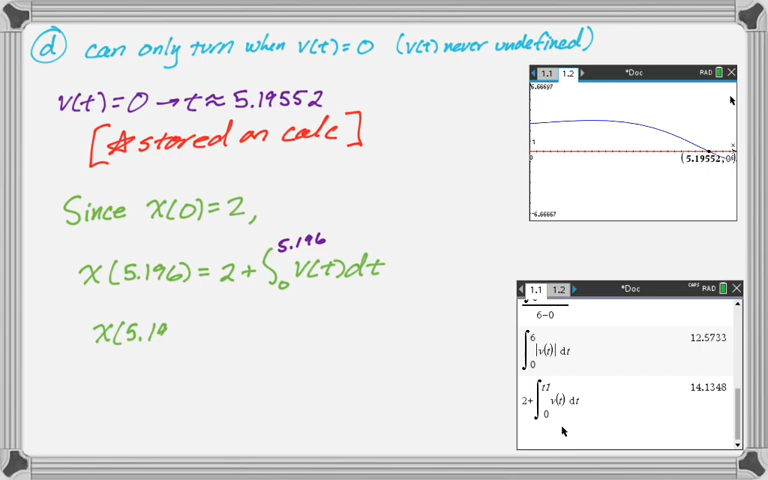 d can only turn when v(t) = 0 (v(t) never undefined)
v(t) = 0 → t ≈ 5.19552
[*stored on calc]
Since x(0) = 2,
x(5.196) = 2 + ∫₀^5.196 v(t) dt
x(5.19
1.1 1.2 *Doc RAD
6.66697
1
x
0
(5.19552, 0)
-6.66667
1.1 1.2 *Doc CAPS RAD
6-0
∫₀^6 |v(t)| dt 12.5733
2+∫₀^t1 v(t) dt 14.1348